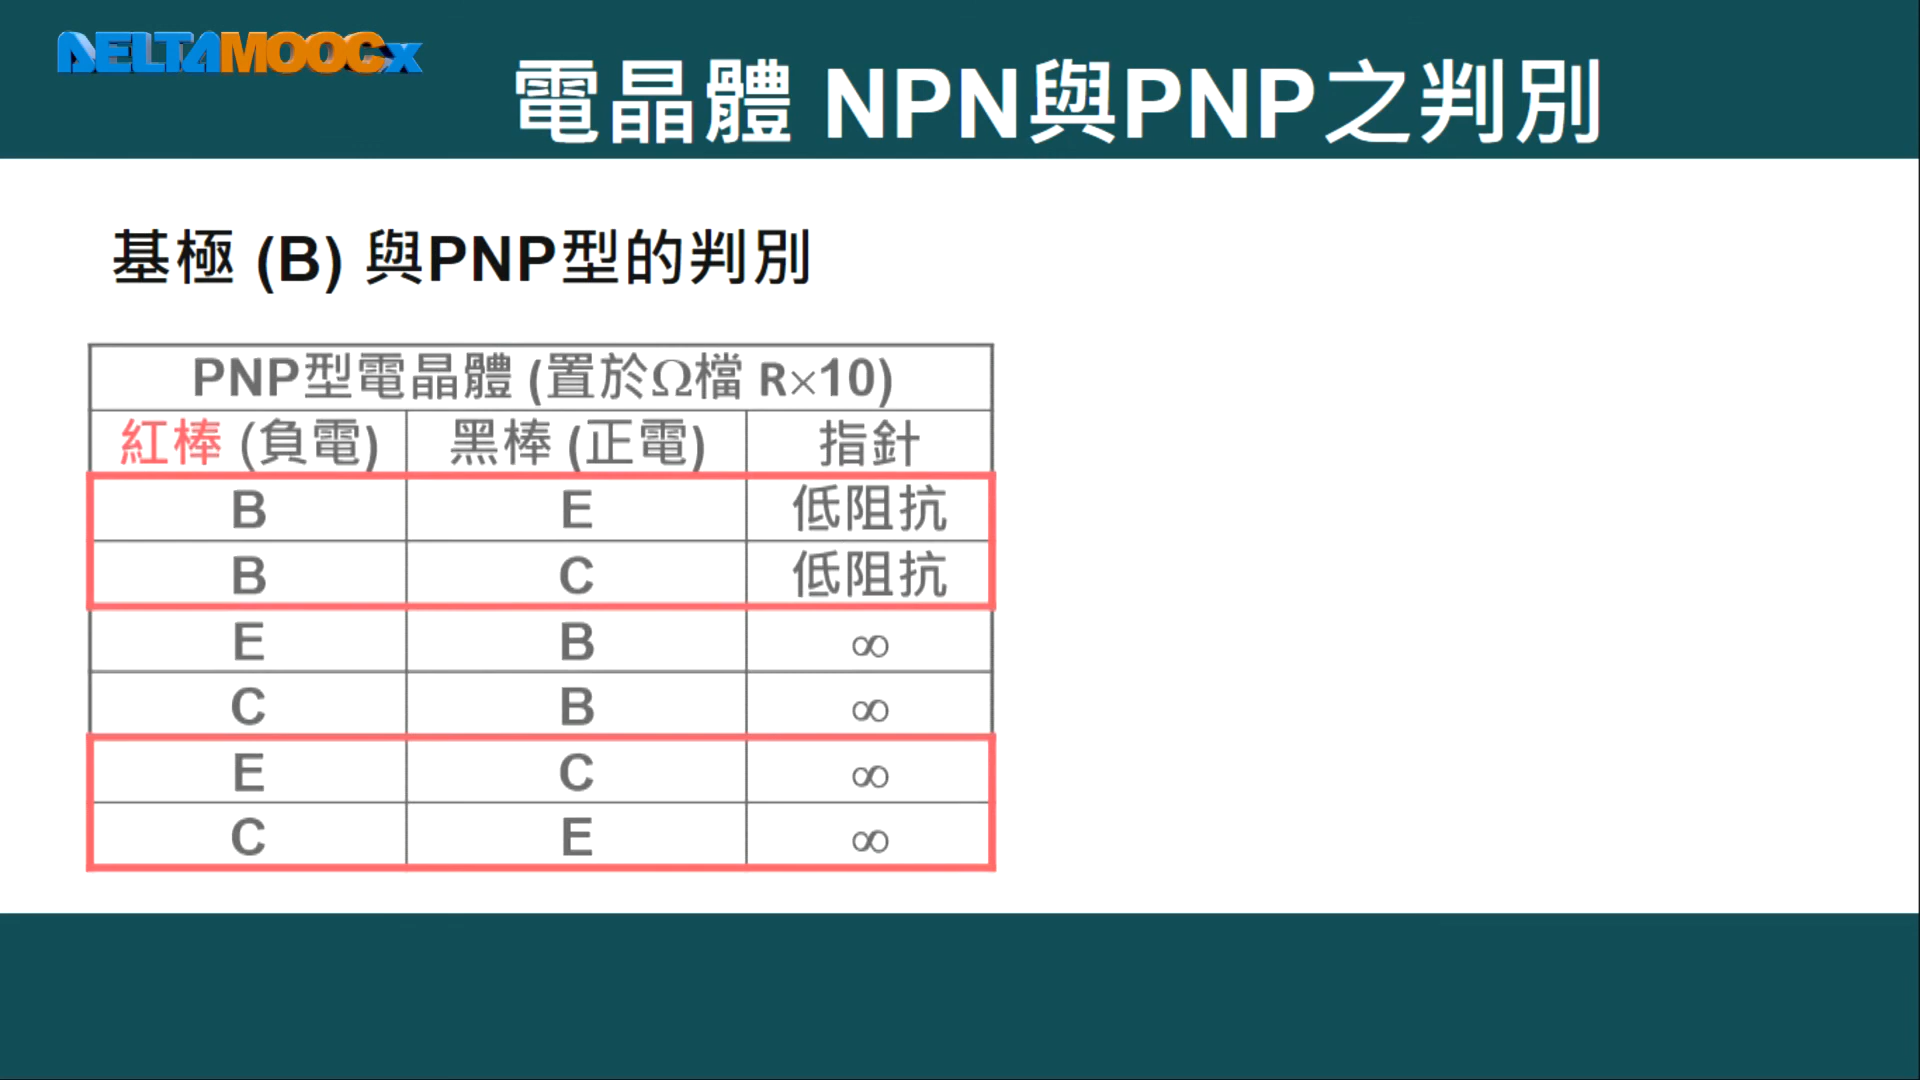 DELTAMOOCx
電晶體 NPN與PNP之判別
基極 (B) 與PNP型的判別
PNP型電晶體 (置於Ω檔 R×10)
紅棒 (負電) 黑棒 (正電) 指針
B E 低阻抗
B C 低阻抗
E B ∞
C B ∞
E C ∞
C E ∞